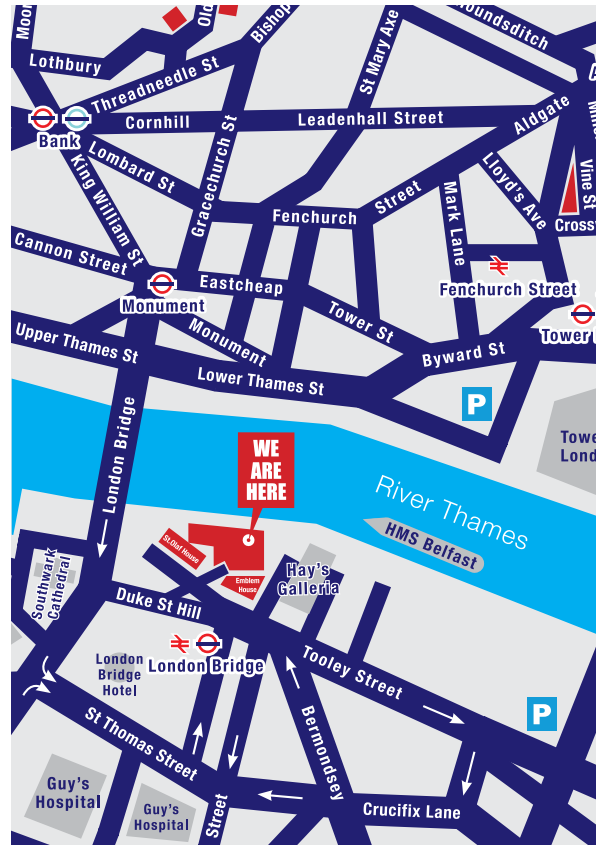 Old
Bishop
Lothbury
Threadneedle St
St Mary Axe
Bank
Cornhill
Leadenhall Street
Aldgate
Lombard St
King William St
Gracechurch St
Fenchurch
Street
Mark Lane
Lloyd's Ave
Vine St
Cannon Street
Monument
Eastcheap
Fenchurch Street
Tower St
Tower
Upper Thames St
Monument
Lower Thames St
Byward St
P
London Bridge
WE
ARE
HERE
River Thames
HMS Belfast
St.Olaf House
Emblem
House
Hay's
Galleria
Southwark
Cathedral
Duke St Hill
London Bridge
Tooley Street
London
Bridge
Hotel
P
St Thomas Street
Bermondsey
Street
Crucifix Lane
Guy's
Hospital
Guy's
Hospital